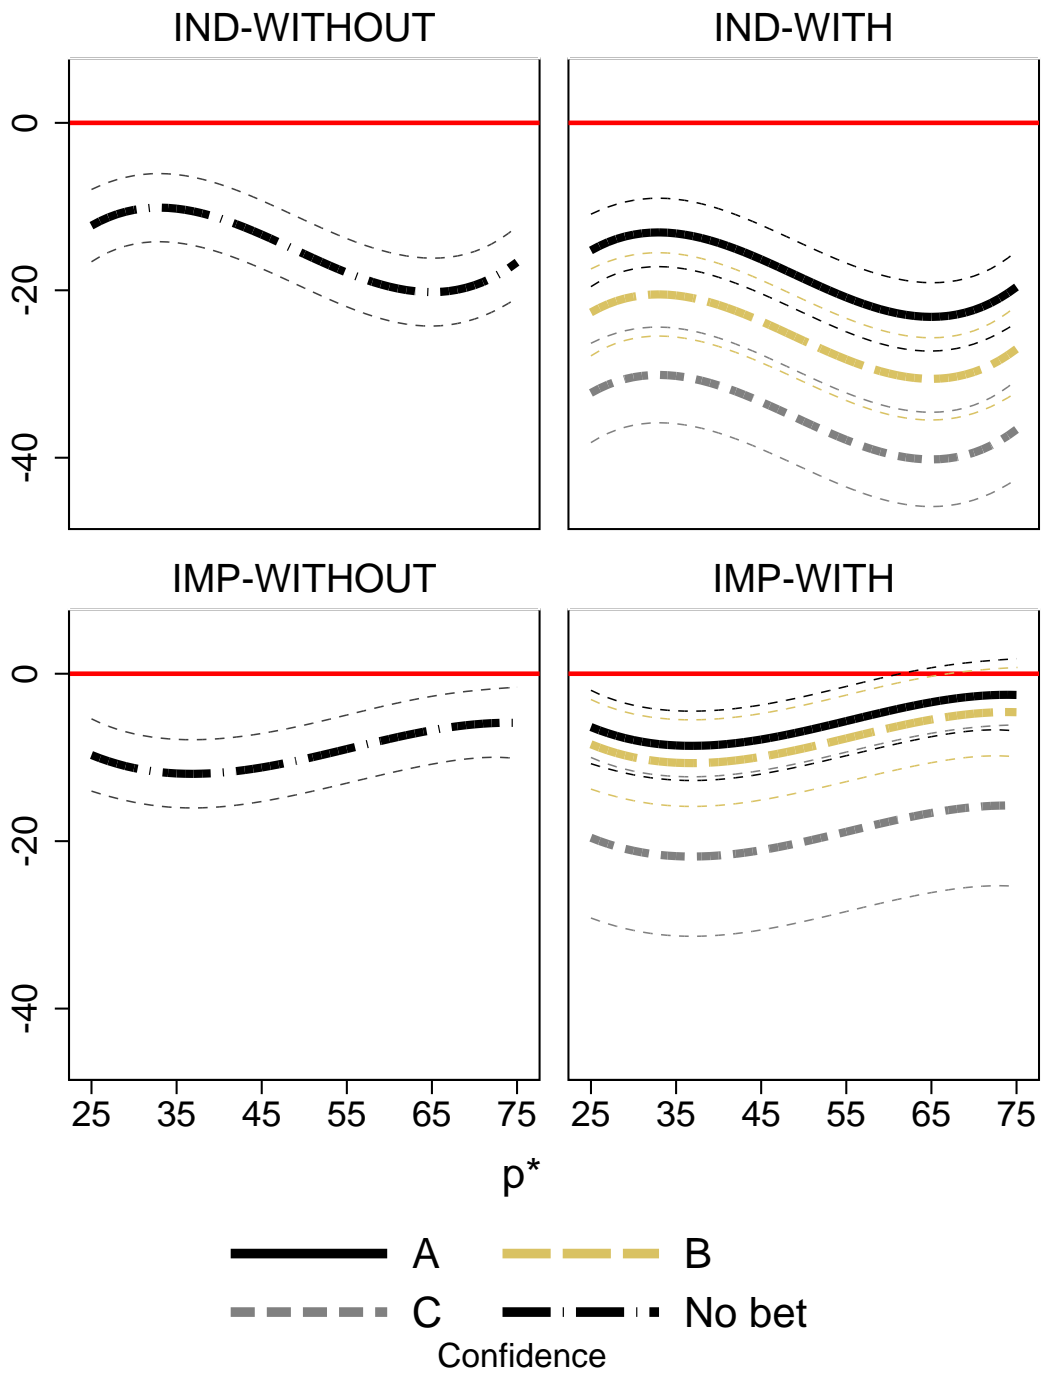 IND-WITHOUT IND-WITH
0
-20
-40
IMP-WITHOUT IMP-WITH
0
-20
-40
25 35 45 55 65 75 25 35 45 55 65 75
p*
A B
C No bet
Confidence